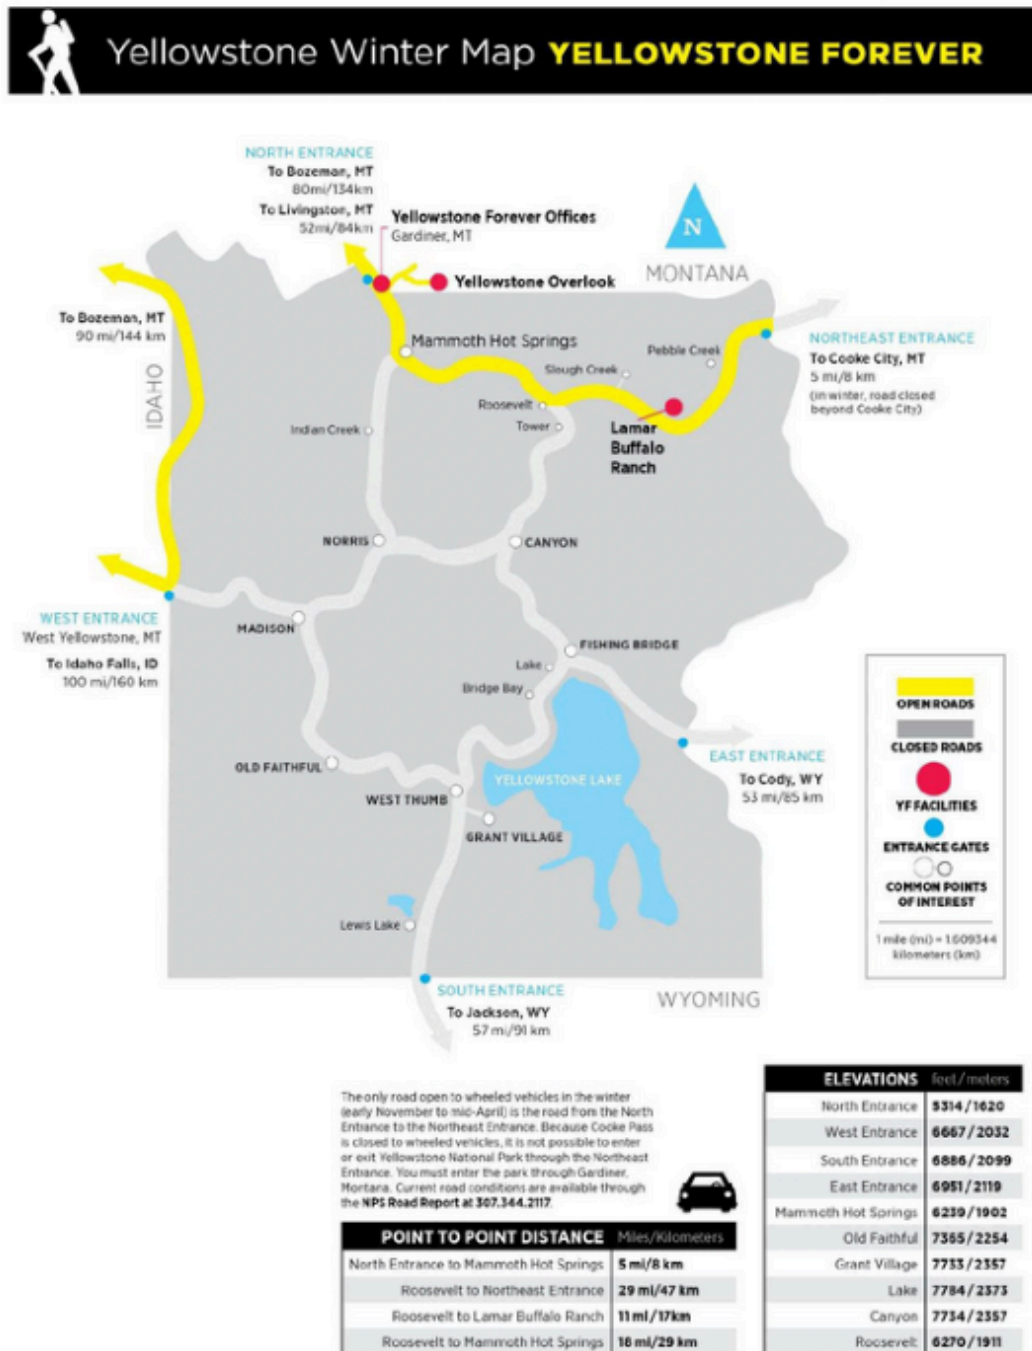 Yellowstone Winter Map YELLOWSTONE FOREVER
NORTH ENTRANCE
To Bozeman, MT
80mi/134km
To Livingston, MT
52mi/84km
Yellowstone Forever Offices
Gardiner, MT
N
MONTANA
Yellowstone Overlook
To Bozeman, MT
90 mi/144 km
IDAHO
Mammoth Hot Springs
Pebble Creek
Slough Creek
NORTHEAST ENTRANCE
To Cooke City, MT
5 mi/8 km
(in winter, road closed
beyond Cooke City)
Roosevelt
Tower
Indian Creek
Lamar
Buffalo
Ranch
NORRIS
CANYON
WEST ENTRANCE
West Yellowstone, MT
To Idaho Falls, ID
100 mi/160 km
MADISON
FISHING BRIDGE
Lake
Bridge Bay
OLD FAITHFUL
YELLOWSTONE LAKE
EAST ENTRANCE
To Cody, WY
53 mi/85 km
WEST THUMB
GRANT VILLAGE
Lewis Lake
SOUTH ENTRANCE
To Jackson, WY
57 mi/91 km
WYOMING
OPEN ROADS
CLOSED ROADS
YF FACILITIES
ENTRANCE GATES
COMMON POINTS
OF INTEREST
1 mile (mi) = 1.609344
kilometers (km)
The only road open to wheeled vehicles in the winter
(early November to mid-April) is the road from the North
Entrance to the Northeast Entrance. Because Cooke Pass
is closed to wheeled vehicles, it is not possible to enter
or exit Yellowstone National Park through the Northeast
Entrance. You must enter the park through Gardiner,
Montana. Current road conditions are available through
the NPS Road Report at 307.344.2117.
POINT TO POINT DISTANCE Miles/Kilometers
North Entrance to Mammoth Hot Springs 5 mi/8 km
Roosevelt to Northeast Entrance 29 mi/47 km
Roosevelt to Lamar Buffalo Ranch 11 mi/17km
Roosevelt to Mammoth Hot Springs 18 mi/29 km
ELEVATIONS feet/meters
North Entrance 5314/1620
West Entrance 6667/2032
South Entrance 6886/2099
East Entrance 6951/2119
Mammoth Hot Springs 6239/1902
Old Faithful 7365/2254
Grant Village 7733/2357
Lake 7784/2373
Canyon 7734/2357
Roosevelt 6270/1911